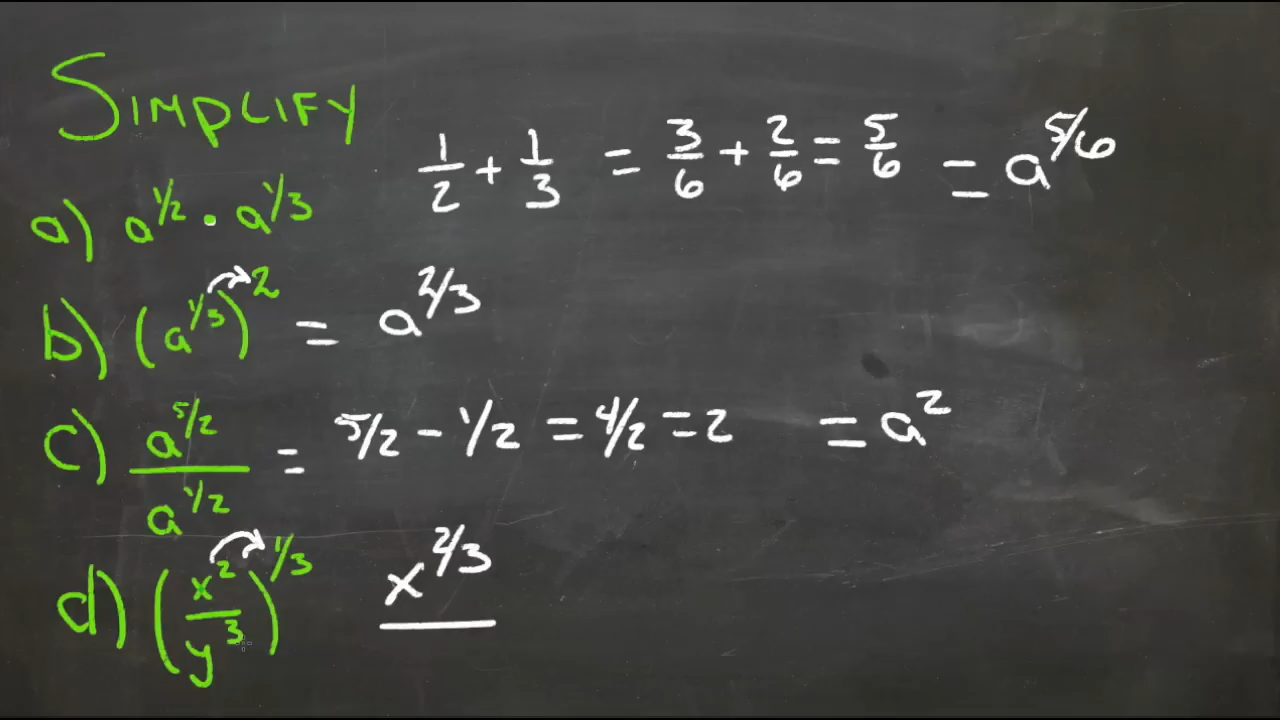 SIMPLIFY
a) a^1/2 · a^1/3   1/2 + 1/3 = 3/6 + 2/6 = 5/6 = a^5/6
b) (a^1/3)^2 = a^2/3
c) a^5/2 / a^1/2 = 5/2 - 1/2 = 4/2 = 2 = a^2
d) (x^2 / y^3)^1/3   x^2/3 /